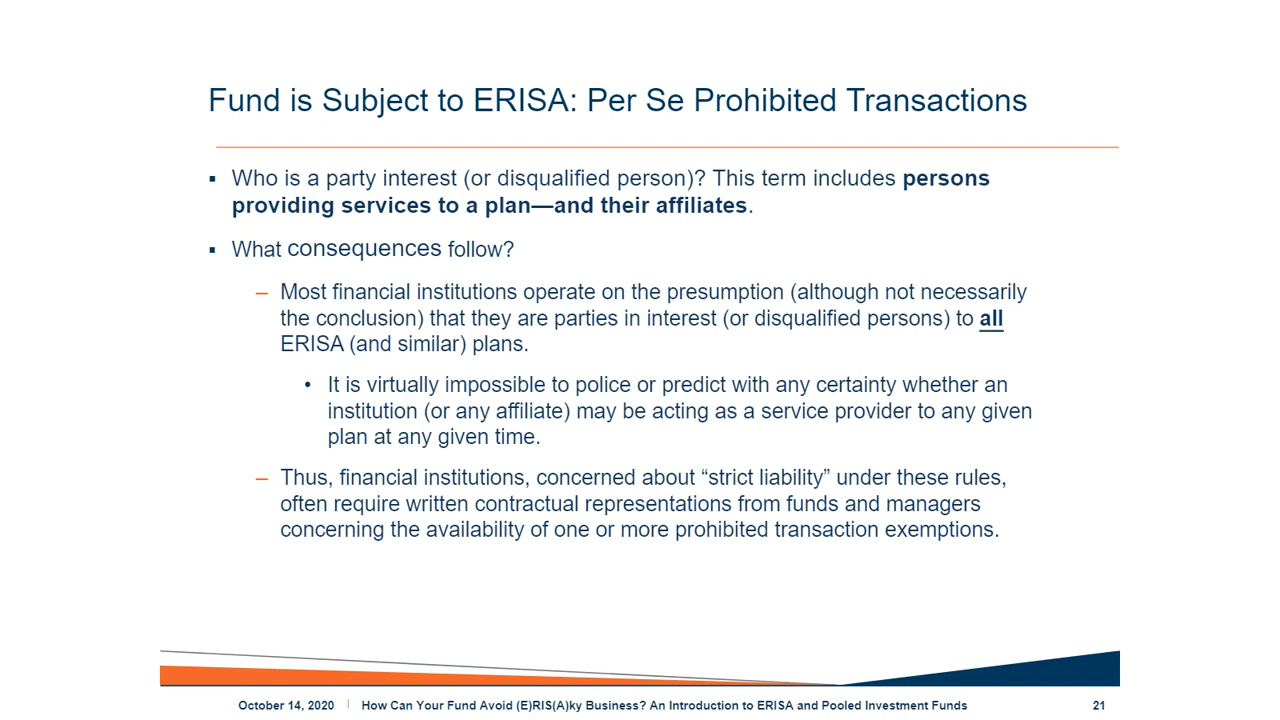 Fund is Subject to ERISA: Per Se Prohibited Transactions
▪ Who is a party interest (or disqualified person)? This term includes persons
providing services to a plan—and their affiliates.
▪ What consequences follow?
– Most financial institutions operate on the presumption (although not necessarily
the conclusion) that they are parties in interest (or disqualified persons) to all
ERISA (and similar) plans.
• It is virtually impossible to police or predict with any certainty whether an
institution (or any affiliate) may be acting as a service provider to any given
plan at any given time.
– Thus, financial institutions, concerned about “strict liability” under these rules,
often require written contractual representations from funds and managers
concerning the availability of one or more prohibited transaction exemptions.
October 14, 2020 | How Can Your Fund Avoid (E)RIS(A)ky Business? An Introduction to ERISA and Pooled Investment Funds 21